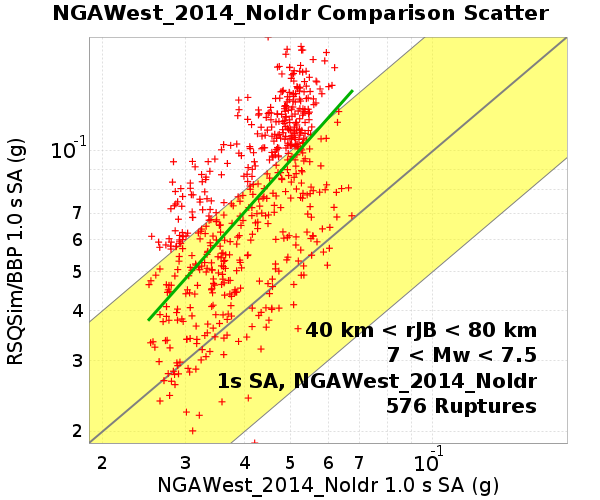 NGAWest_2014_NoIdr Comparison Scatter
RSQSim/BBP 1.0 s SA (g)
10-1
7
6
5
4
3
2
40 km < rJB < 80 km
7 < Mw < 7.5
1s SA, NGAWest_2014_NoIdr
576 Ruptures
2 3 4 5 6 7 10-1
NGAWest_2014_NoIdr 1.0 s SA (g)